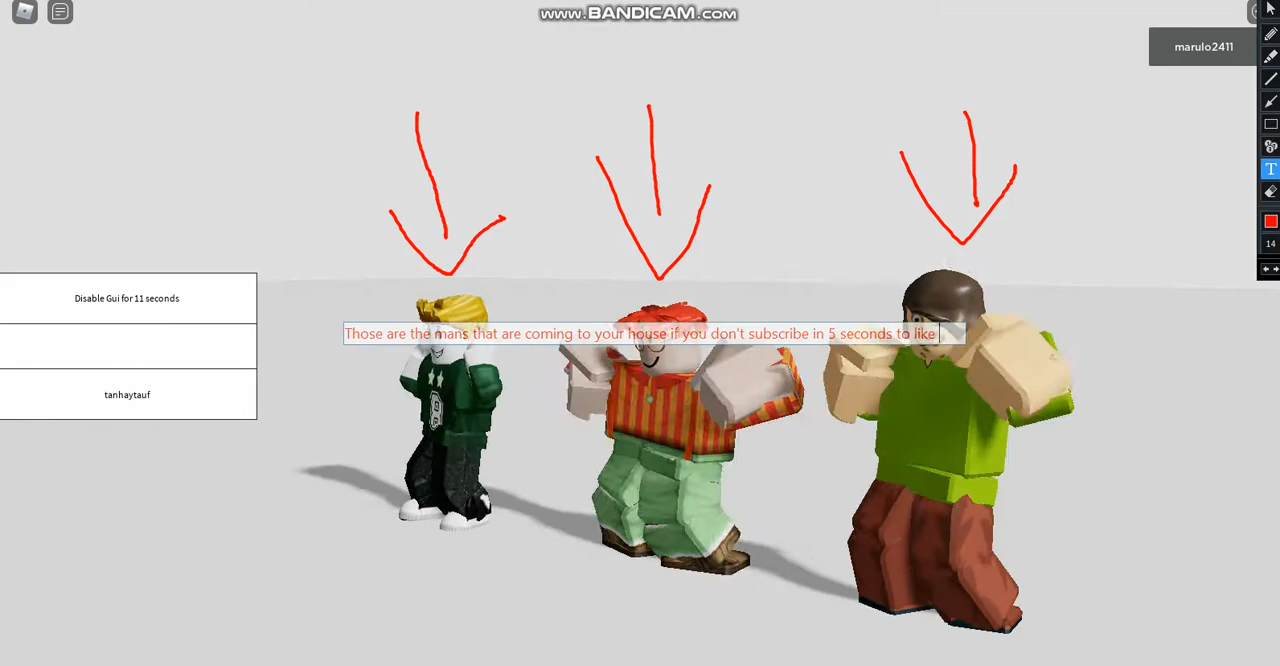 www.BANDICAM.com
marulo2411
Disable Gui for 11 seconds
Those are the mans that are coming to your house if you don't subscribe in 5 seconds to like
tanhaytauf
T
14